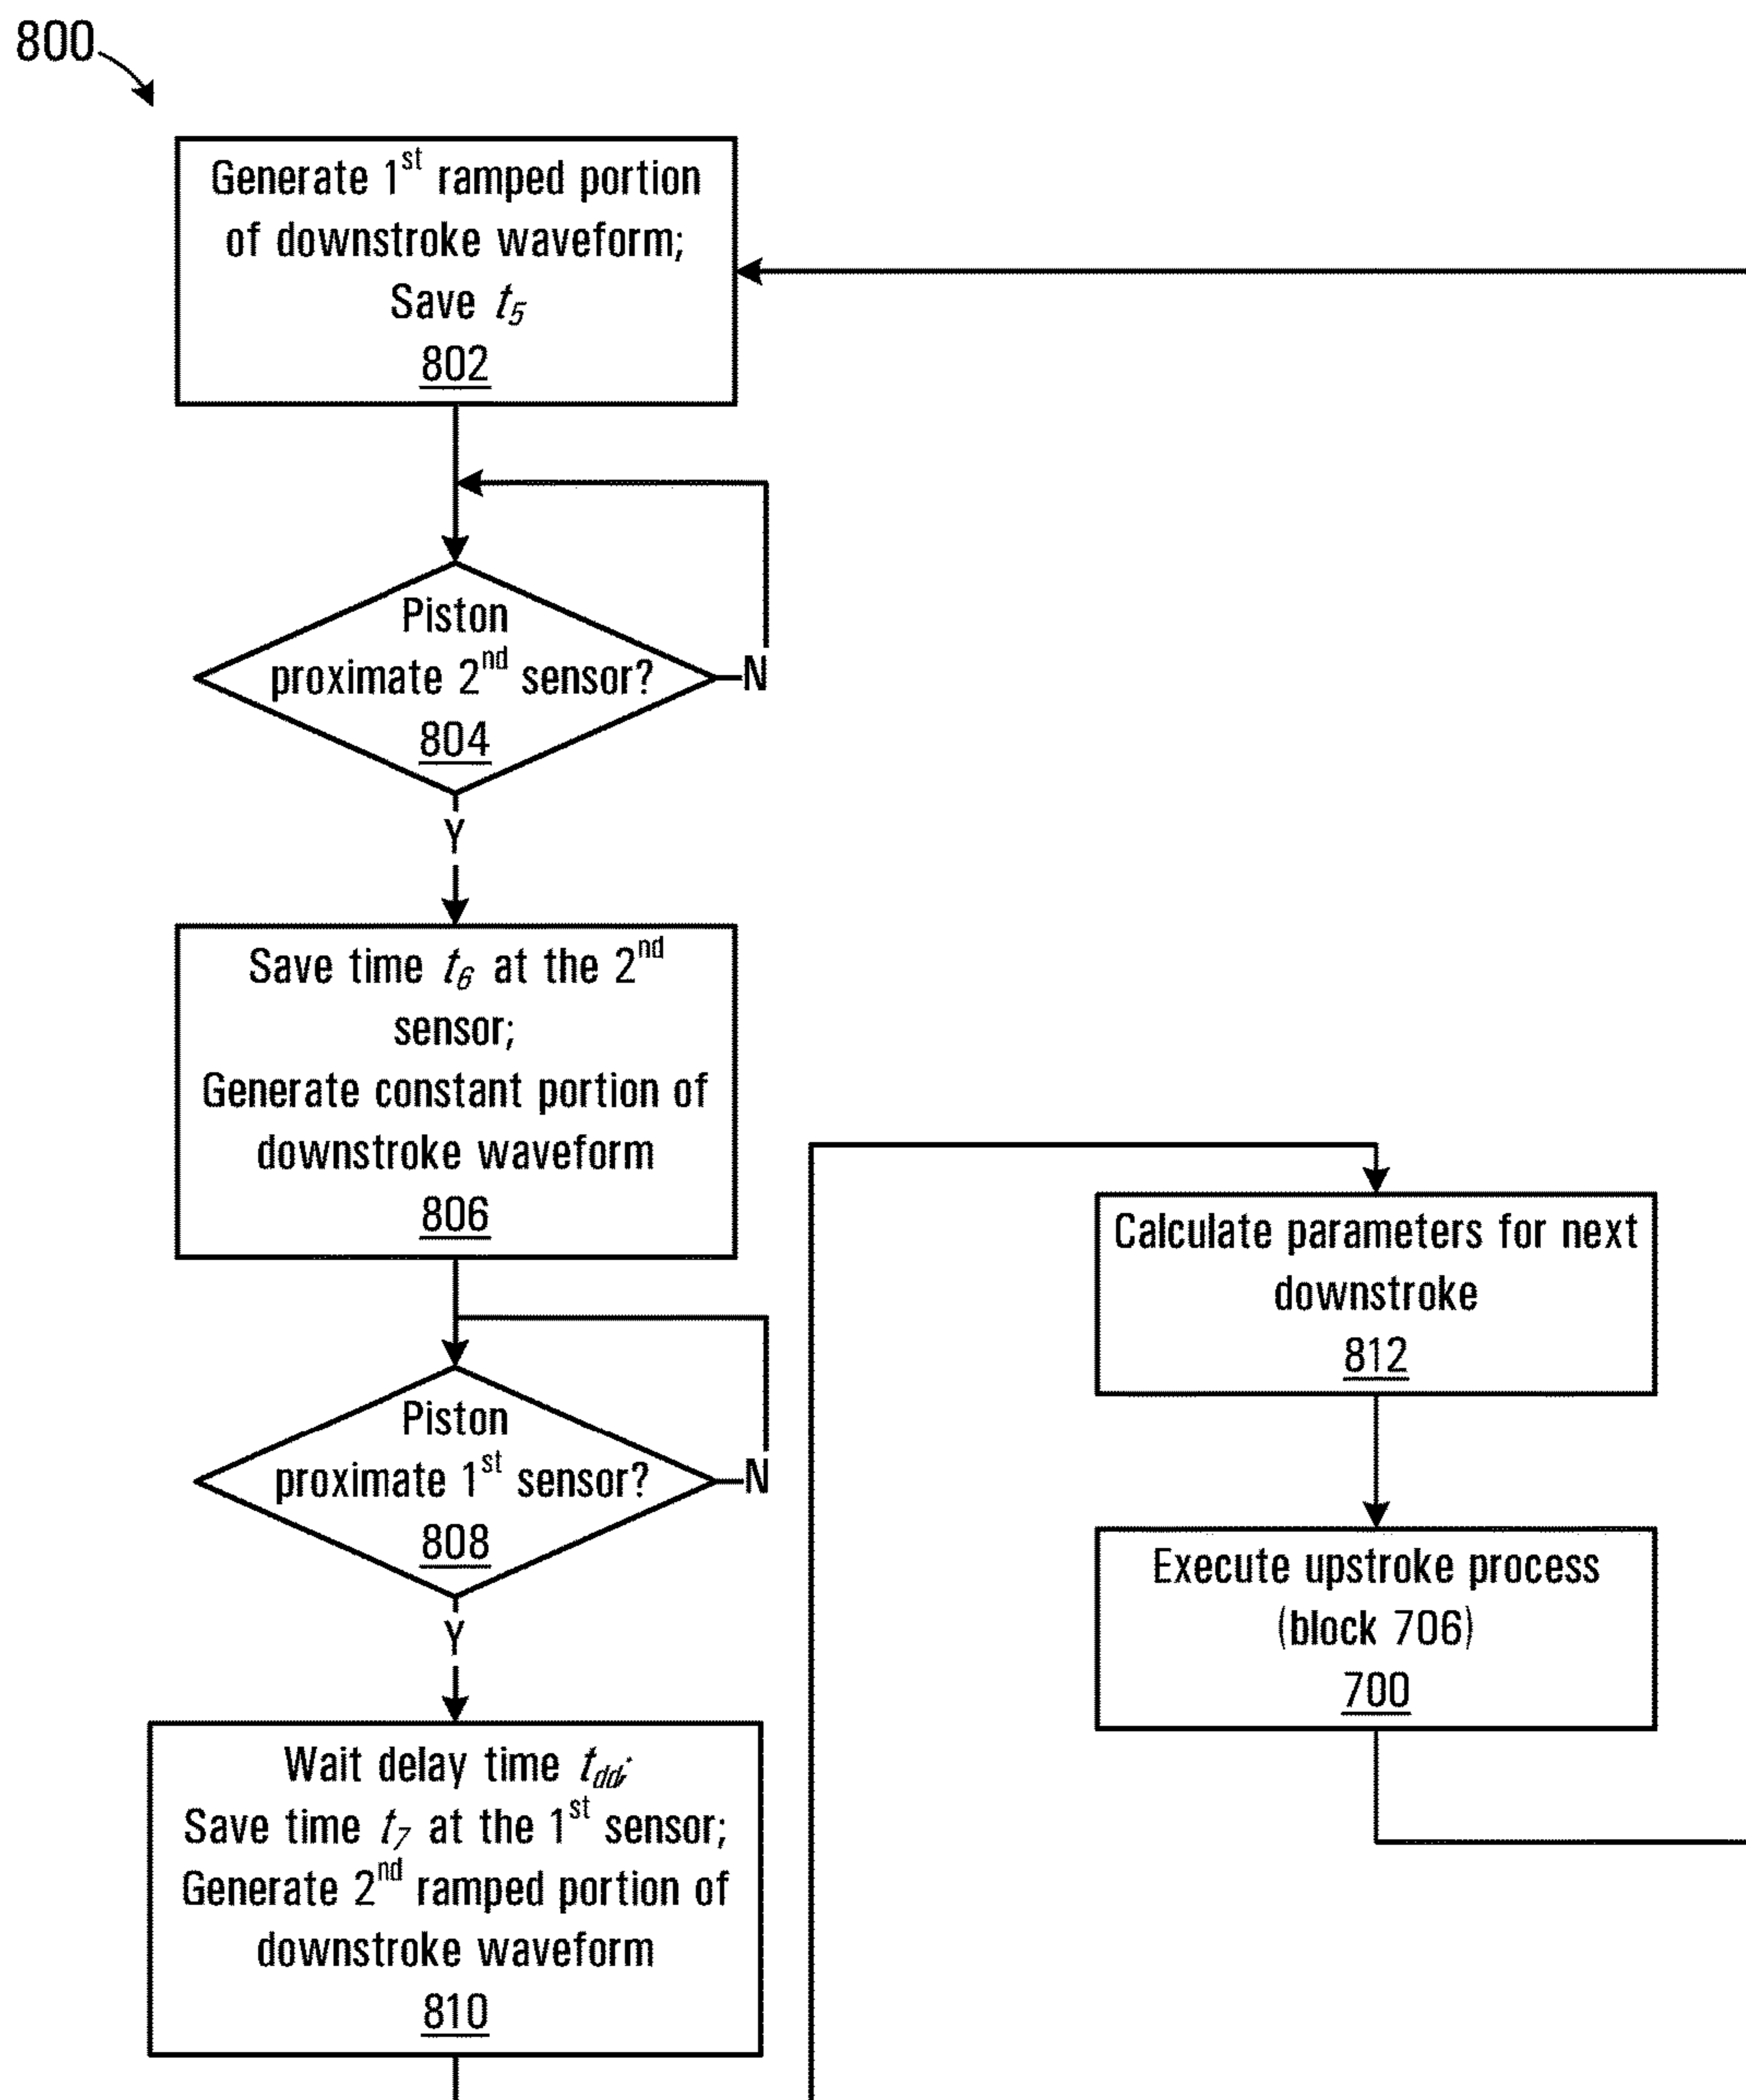 800
Generate 1st ramped portion
of downstroke waveform;
Save t5
802
Piston
proximate 2nd sensor?
804
N
Y
Save time t6 at the 2nd
sensor;
Generate constant portion of
downstroke waveform
806
Piston
proximate 1st sensor?
808
N
Y
Wait delay time tdd;
Save time t7 at the 1st sensor;
Generate 2nd ramped portion of
downstroke waveform
810
Calculate parameters for next
downstroke
812
Execute upstroke process
(block 706)
700